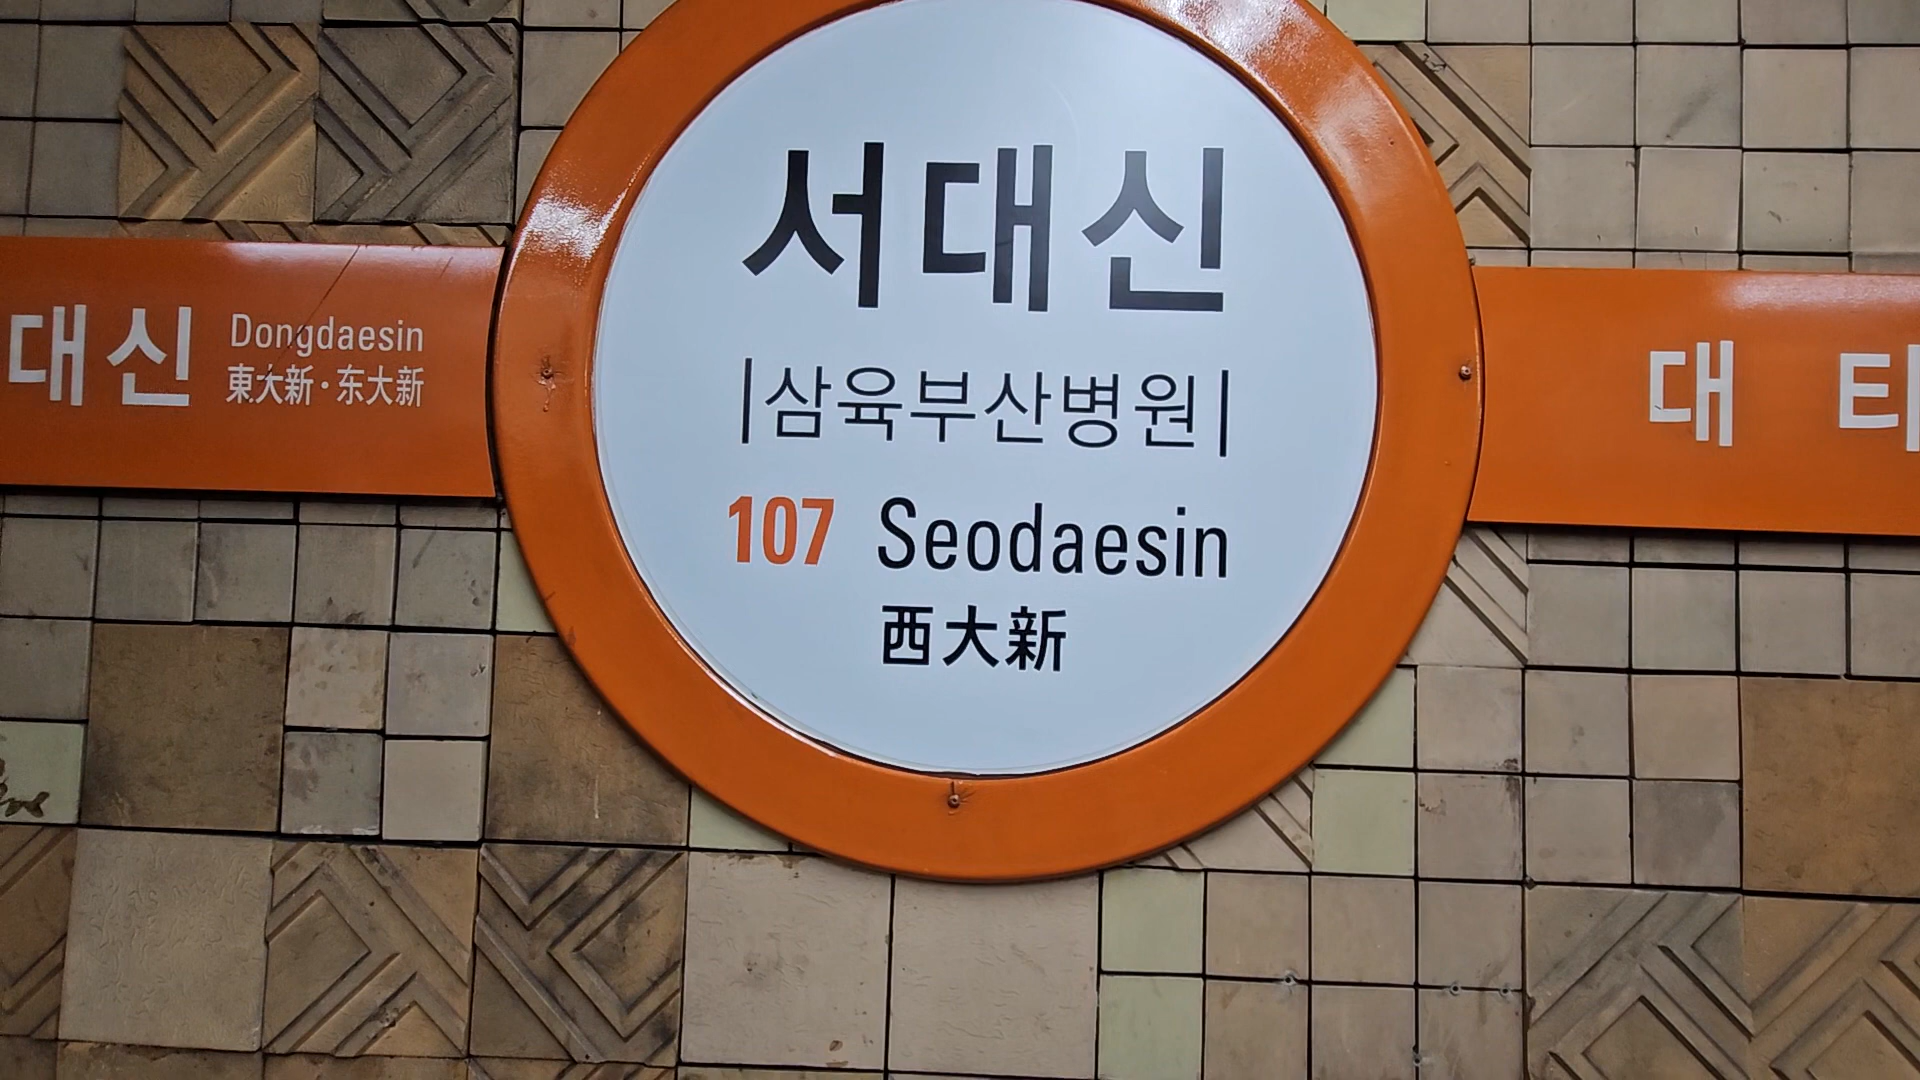 대신
Dongdaesin
東大新·东大新
서대신
|삼육부산병원|
107 Seodaesin
西大新
대 티